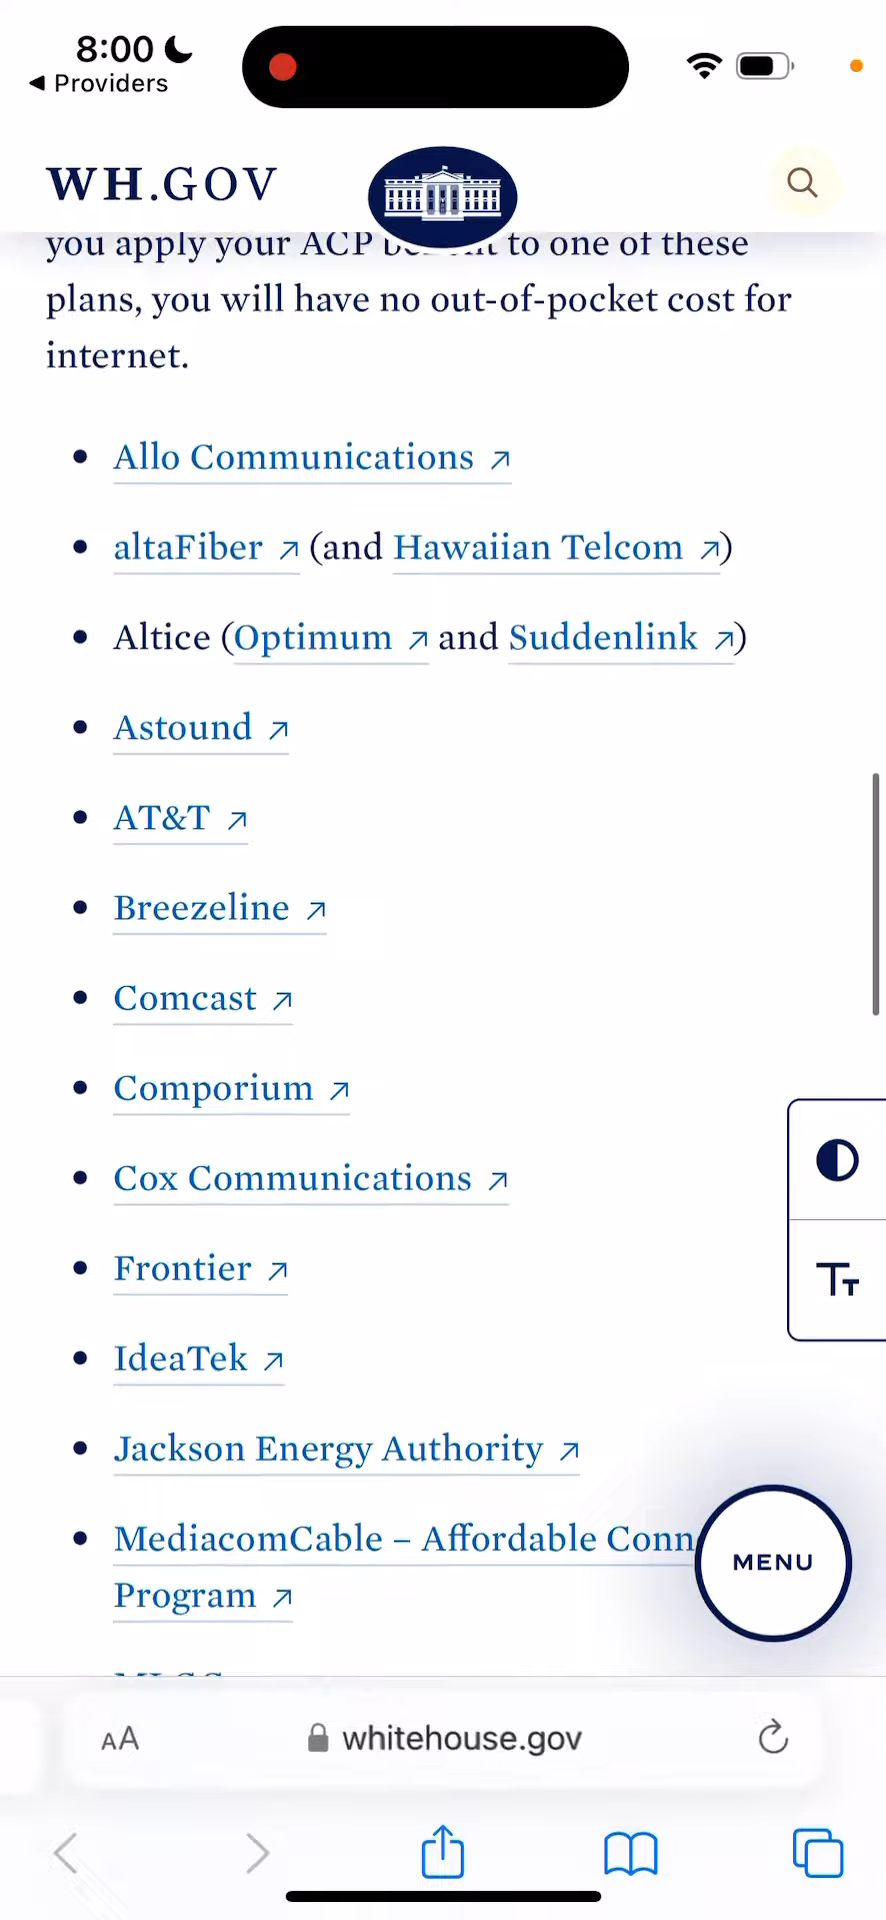 8:00
◀ Providers
WH.GOV
you apply your ACP to one of these
plans, you will have no out-of-pocket cost for
internet.
• Allo Communications ↗
• altaFiber ↗ (and Hawaiian Telcom ↗)
• Altice (Optimum ↗ and Suddenlink ↗)
• Astound ↗
• AT&T ↗
• Breezeline ↗
• Comcast ↗
• Comporium ↗
• Cox Communications ↗
• Frontier ↗
• IdeaTek ↗
• Jackson Energy Authority ↗
• MediacomCable – Affordable Conn
Program ↗
MENU
AA whitehouse.gov